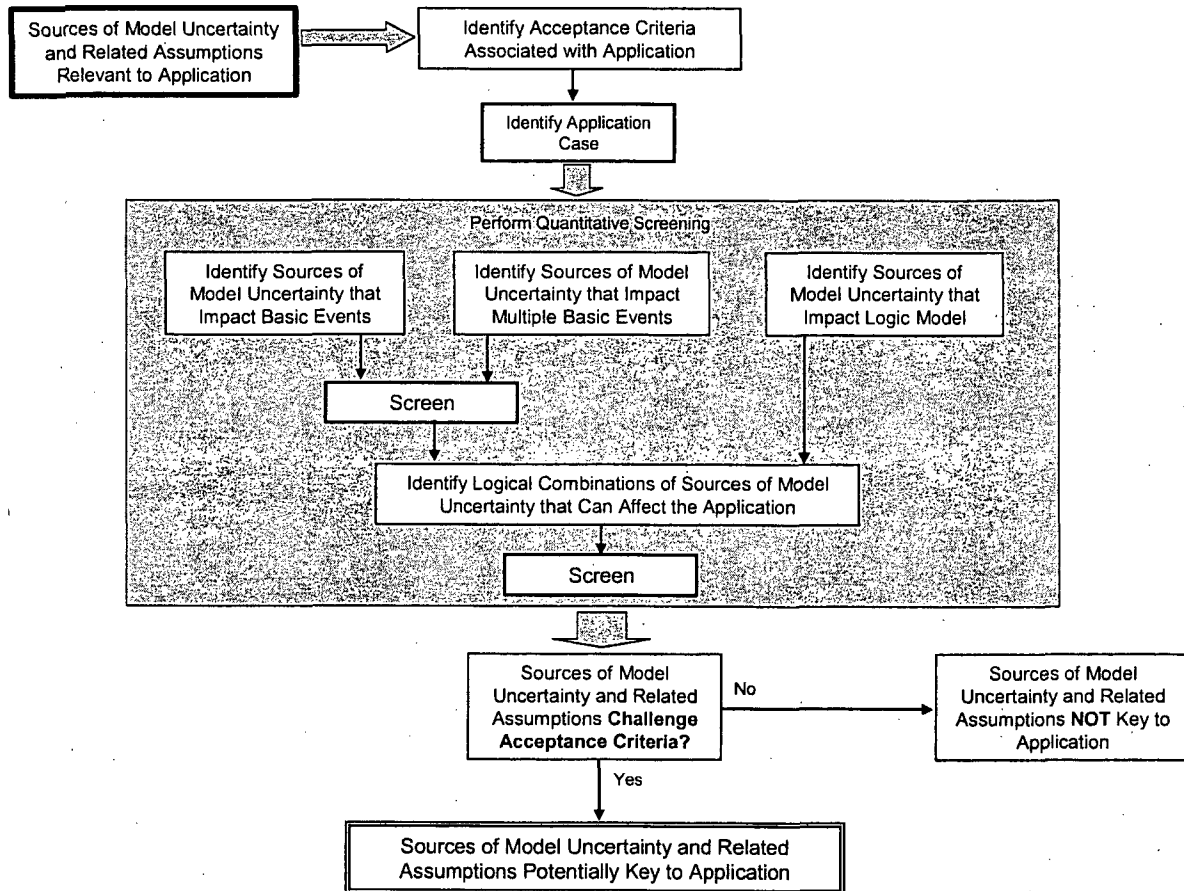 Sources of Model Uncertainty
and Related Assumptions
Relevant to Application
Identify Acceptance Criteria
Associated with Application
Identify Application
Case
Perform Quantitative Screening
Identify Sources of
Model Uncertainty that
Impact Basic Events
Identify Sources of Model
Uncertainty that Impact
Multiple Basic Events
Identify Sources of
Model Uncertainty that
Impact Logic Model
Screen
Identify Logical Combinations of Sources of Model
Uncertainty that Can Affect the Application
Screen
Sources of Model
Uncertainty and Related
Assumptions Challenge
Acceptance Criteria?
No
Sources of Model
Uncertainty and Related
Assumptions NOT Key to
Application
Yes
Sources of Model Uncertainty and Related
Assumptions Potentially Key to Application